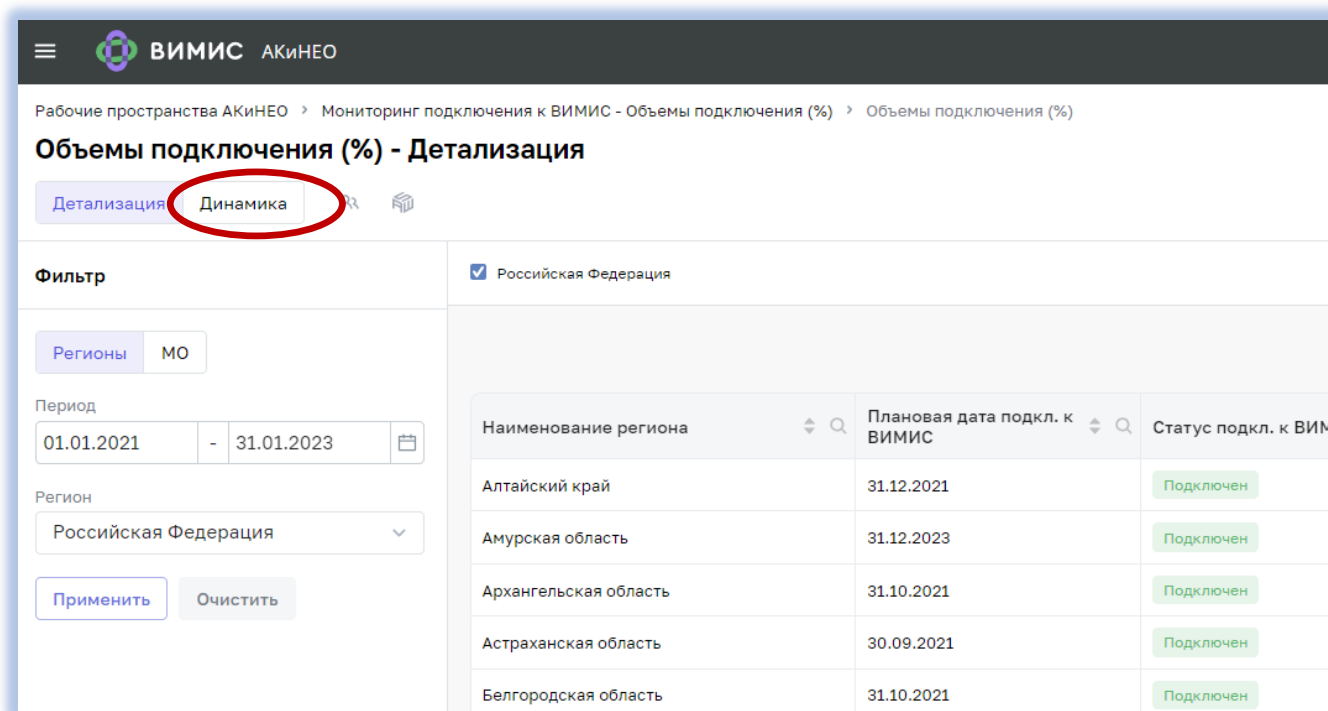 ВИМИС АКиНЕО
Рабочие пространства АКиНЕО > Мониторинг подключения к ВИМИС - Объемы подключения (%) > Объемы подключения (%)
Объемы подключения (%) - Детализация
Детализация Динамика
Фильтр
Российская Федерация
Регионы МО
Период
01.01.2021 - 31.01.2023
Регион
Российская Федерация
Применить Очистить
Наименование региона Плановая дата подкл. к ВИМИС Статус подкл. к ВИМ
Алтайский край 31.12.2021 Подключен
Амурская область 31.12.2023 Подключен
Архангельская область 31.10.2021 Подключен
Астраханская область 30.09.2021 Подключен
Белгородская область 31.10.2021 Подключен